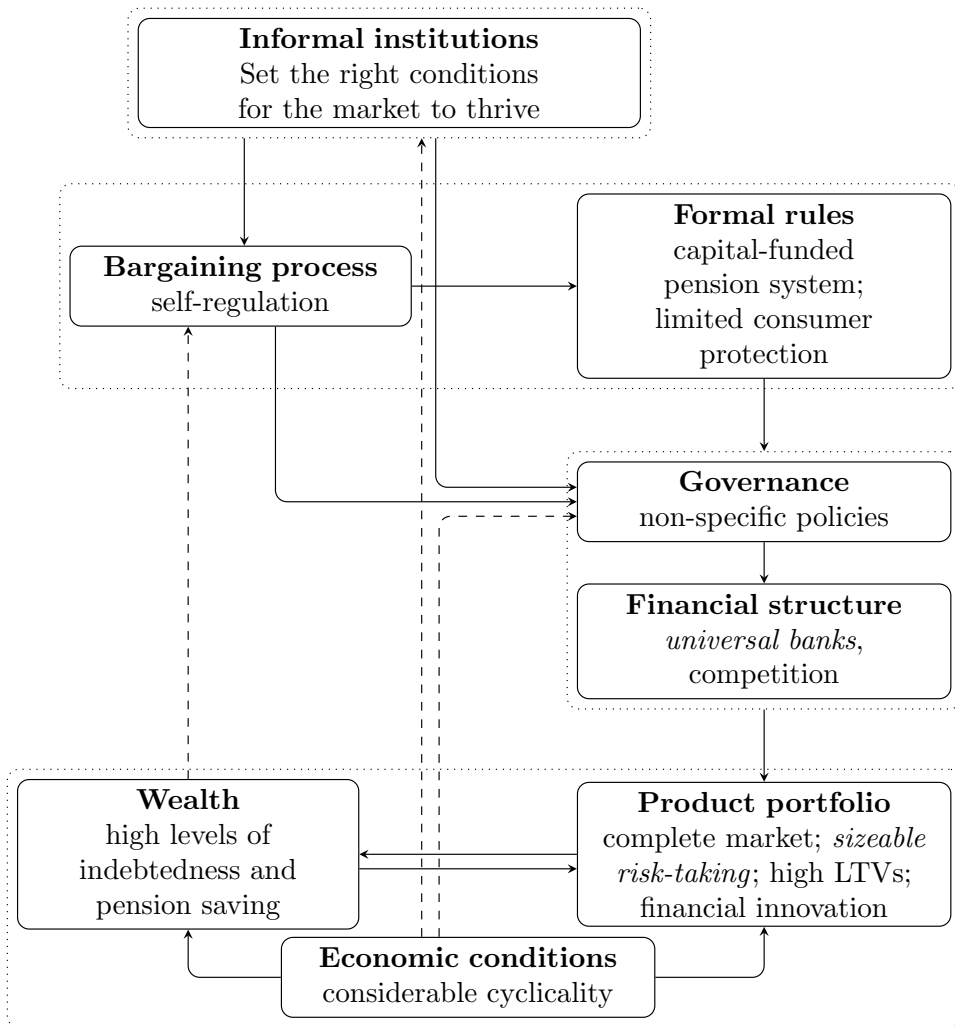 Informal institutions
Set the right conditions
for the market to thrive
Formal rules
capital-funded
pension system;
limited consumer
protection
Bargaining process
self-regulation
Governance
non-specific policies
Financial structure
universal banks,
competition
Wealth
high levels of
indebtedness and
pension saving
Product portfolio
complete market; sizeable
risk-taking; high LTVs;
financial innovation
Economic conditions
considerable cyclicality